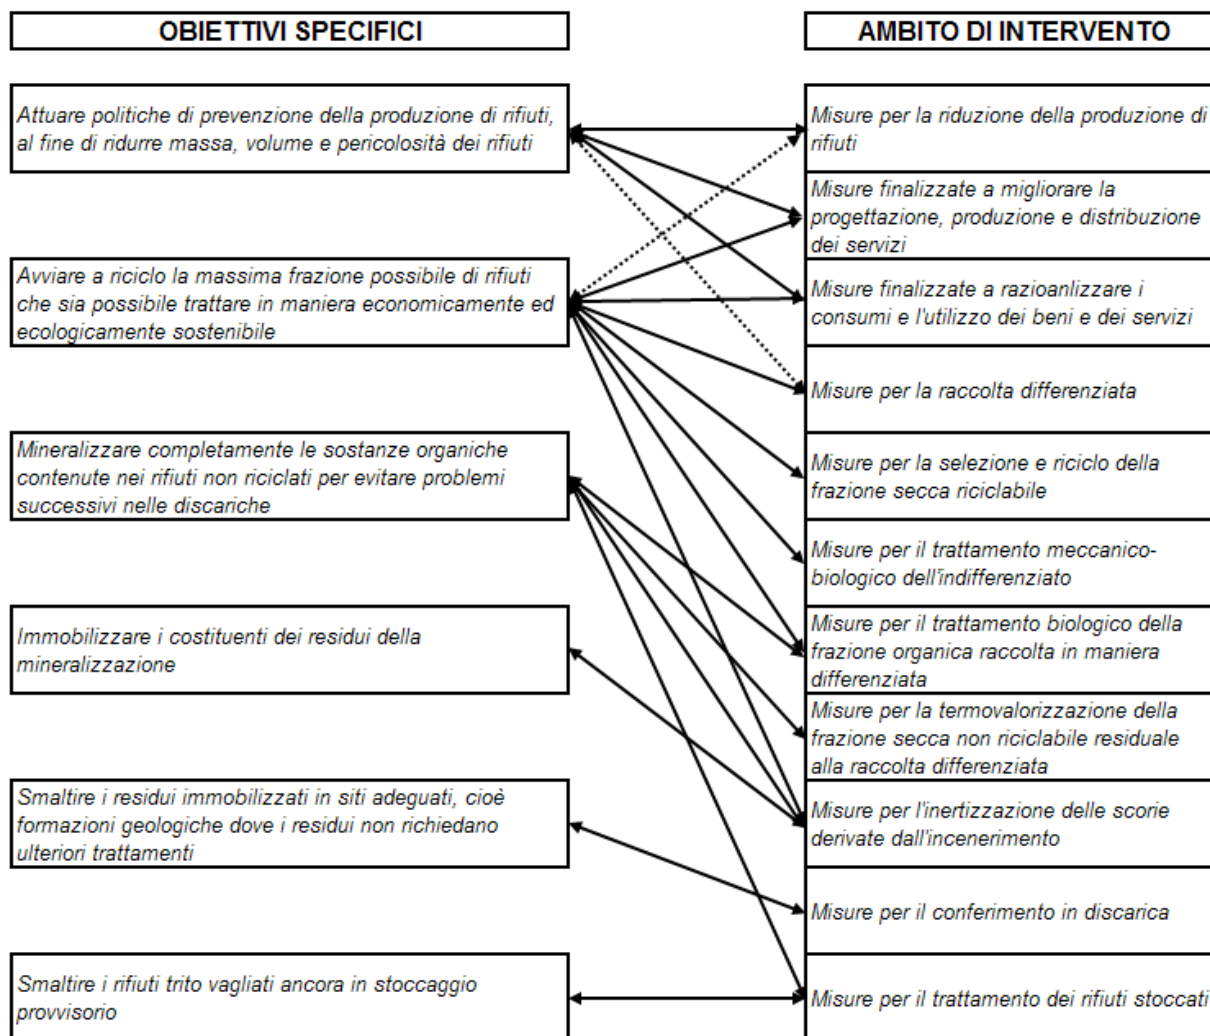 OBIETTIVI SPECIFICI
Attuare politiche di prevenzione della produzione di rifiuti,
al fine di ridurre massa, volume e pericolosità dei rifiuti
Avviare a riciclo la massima frazione possibile di rifiuti
che sia possibile trattare in maniera economicamente ed
ecologicamente sostenibile
Mineralizzare completamente le sostanze organiche
contenute nei rifiuti non riciclati per evitare problemi
successivi nelle discariche
Immobilizzare i costituenti dei residui della
mineralizzazione
Smaltire i residui immobilizzati in siti adeguati, cioè
formazioni geologiche dove i residui non richiedano
ulteriori trattamenti
Smaltire i rifiuti trito vagliati ancora in stoccaggio
provvisorio
AMBITO DI INTERVENTO
Misure per la riduzione della produzione di
rifiuti
Misure finalizzate a migliorare la
progettazione, produzione e distribuzione
dei servizi
Misure finalizzate a razioanlizzare i
consumi e l'utilizzo dei beni e dei servizi
Misure per la raccolta differenziata
Misure per la selezione e riciclo della
frazione secca riciclabile
Misure per il trattamento meccanico-
biologico dell'indifferenziato
Misure per il trattamento biologico della
frazione organica raccolta in maniera
differenziata
Misure per la termovalorizzazione della
frazione secca non riciclabile residuale
alla raccolta differenziata
Misure per l'inertizzazione delle scorie
derivate dall'incenerimento
Misure per il conferimento in discarica
Misure per il trattamento dei rifiuti stoccati